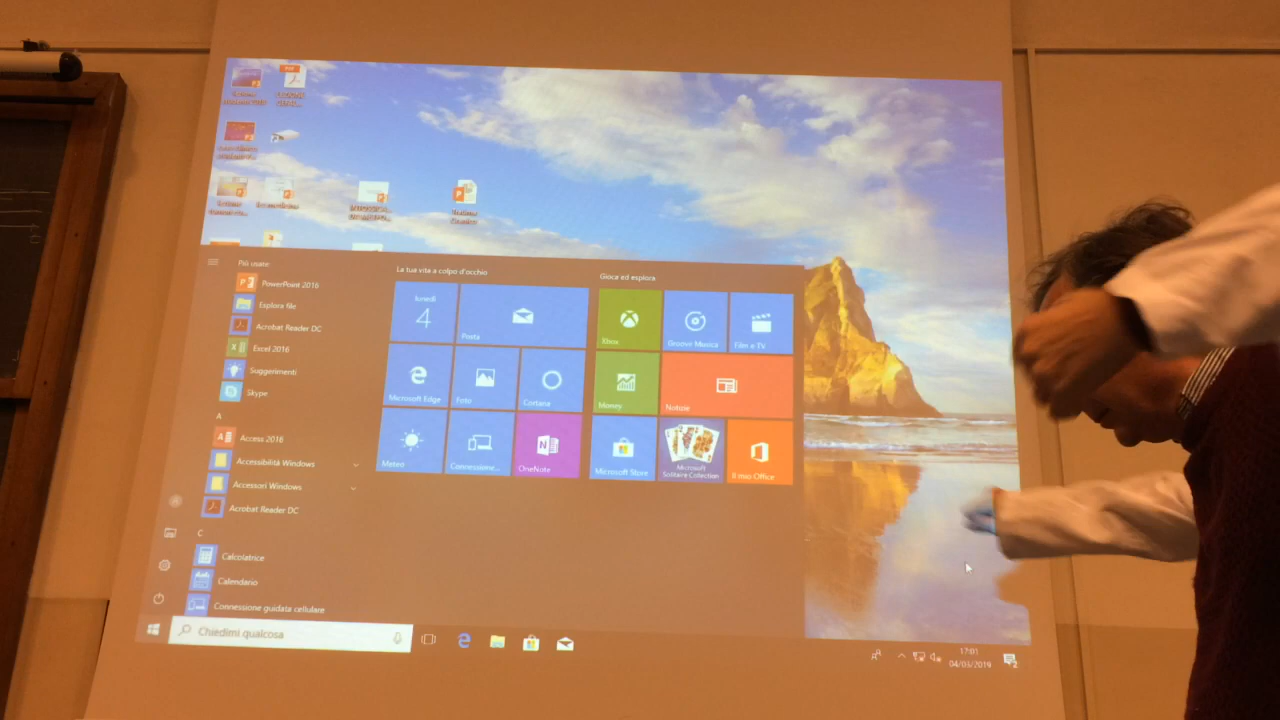 Più usate
PowerPoint 2016
Esplora file
Acrobat Reader DC
Excel 2016
Suggerimenti
Skype
A
Access 2016
Accessibilità Windows
Accessori Windows
Acrobat Reader DC
C
Calcolatrice
Calendario
Connessione guidata cellulare
La tua vita a colpo d'occhio
lunedì
4
Posta
Microsoft Edge
Foto
Cortana
Meteo
Connessione...
OneNote
Gioca ed esplora
Xbox
Groove Musica
Film e TV
Money
Notizie
Microsoft Store
Microsoft
Solitaire Collection
Il mio Office
Chiedimi qualcosa
17:01
04/03/2019